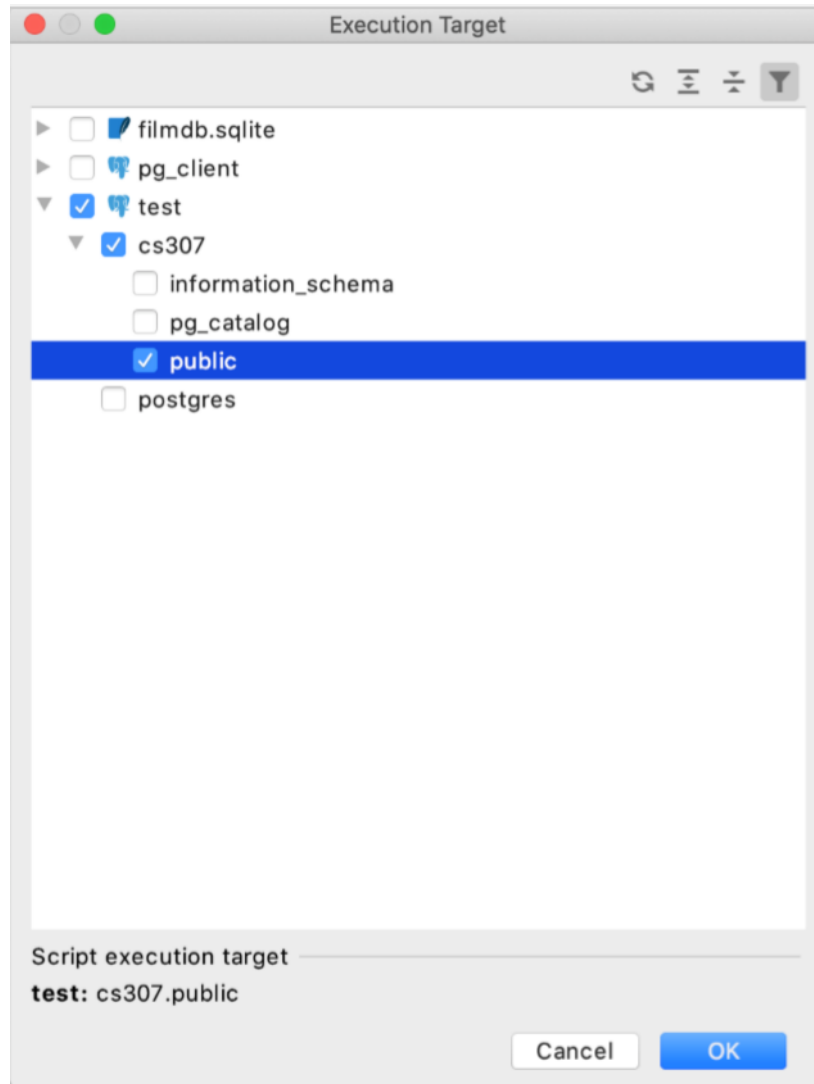 Execution Target
filmdb.sqlite
pg_client
test
cs307
information_schema
pg_catalog
public
postgres
Script execution target
test: cs307.public
Cancel
OK